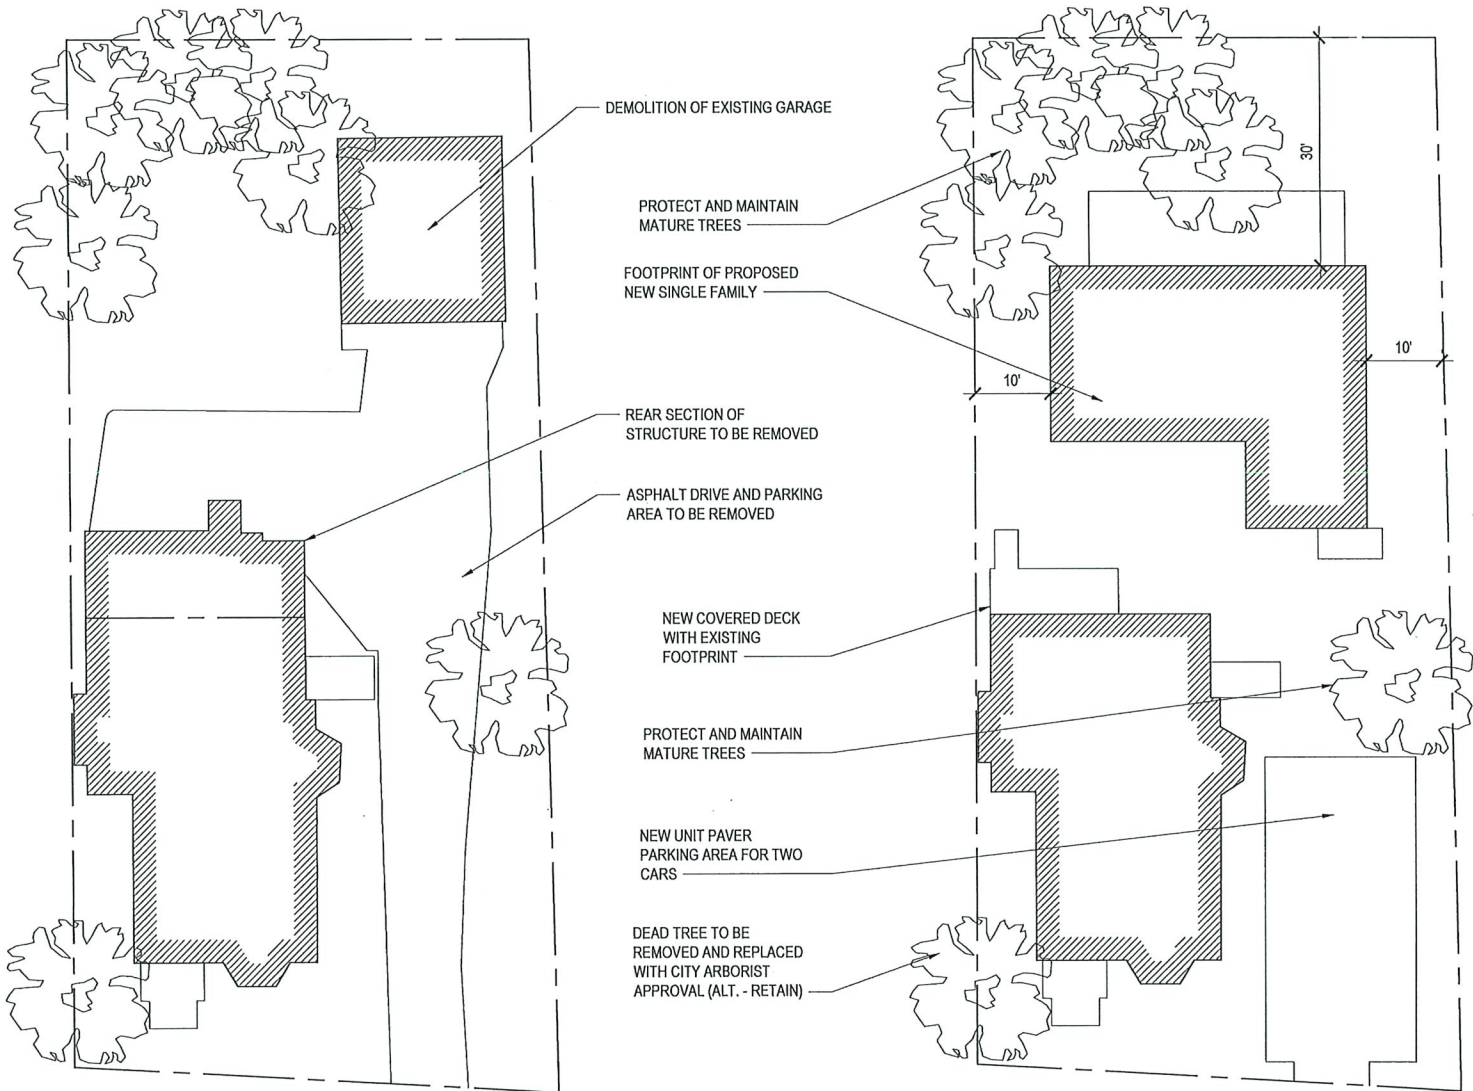 DEMOLITION OF EXISTING GARAGE
PROTECT AND MAINTAIN
MATURE TREES
FOOTPRINT OF PROPOSED
NEW SINGLE FAMILY
30'
10'
10'
REAR SECTION OF
STRUCTURE TO BE REMOVED
ASPHALT DRIVE AND PARKING
AREA TO BE REMOVED
NEW COVERED DECK
WITH EXISTING
FOOTPRINT
PROTECT AND MAINTAIN
MATURE TREES
NEW UNIT PAVER
PARKING AREA FOR TWO
CARS
DEAD TREE TO BE
REMOVED AND REPLACED
WITH CITY ARBORIST
APPROVAL (ALT. - RETAIN)